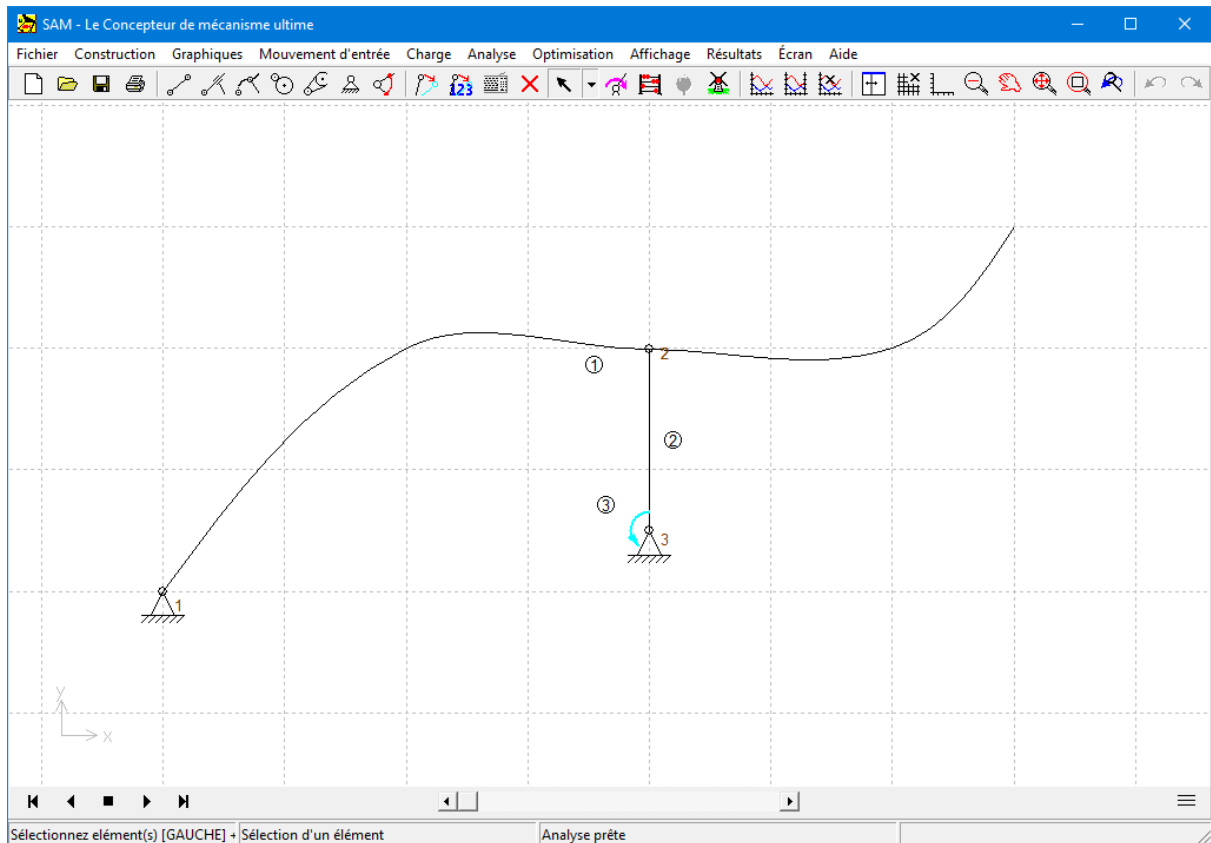 SAM - Le Concepteur de mécanisme ultime
Fichier Construction Graphiques Mouvement d'entrée Charge Analyse Optimisation Affichage Résultats Écran Aide
123
1 2
2
3
3
1
y
x
Sélectionnez elément(s) [GAUCHE] + Sélection d'un élément Analyse prête